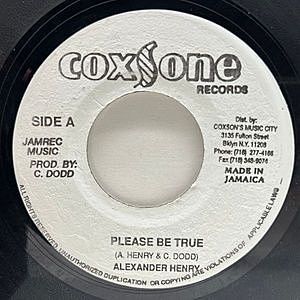 coxsone
RECORDS
SIDE A
JAMREC
MUSIC
PROD. BY:
C. DODD
Dist. by:
COXSON'S MUSIC CITY
3135 Fulton Street
Bklyn N.Y. 11208
Phone: (718) 277-4166
Fax: (718) 348-9074
MADE IN
JAMAICA
PLEASE BE TRUE
(A. HENRY & C. DODD)
ALEXANDER HENRY
ALL RIGHTS RESERVED UNAUTHORIZED DUPLICATION OR COPYING ARE VIOLATIONS OF APPLICABLE LAWS